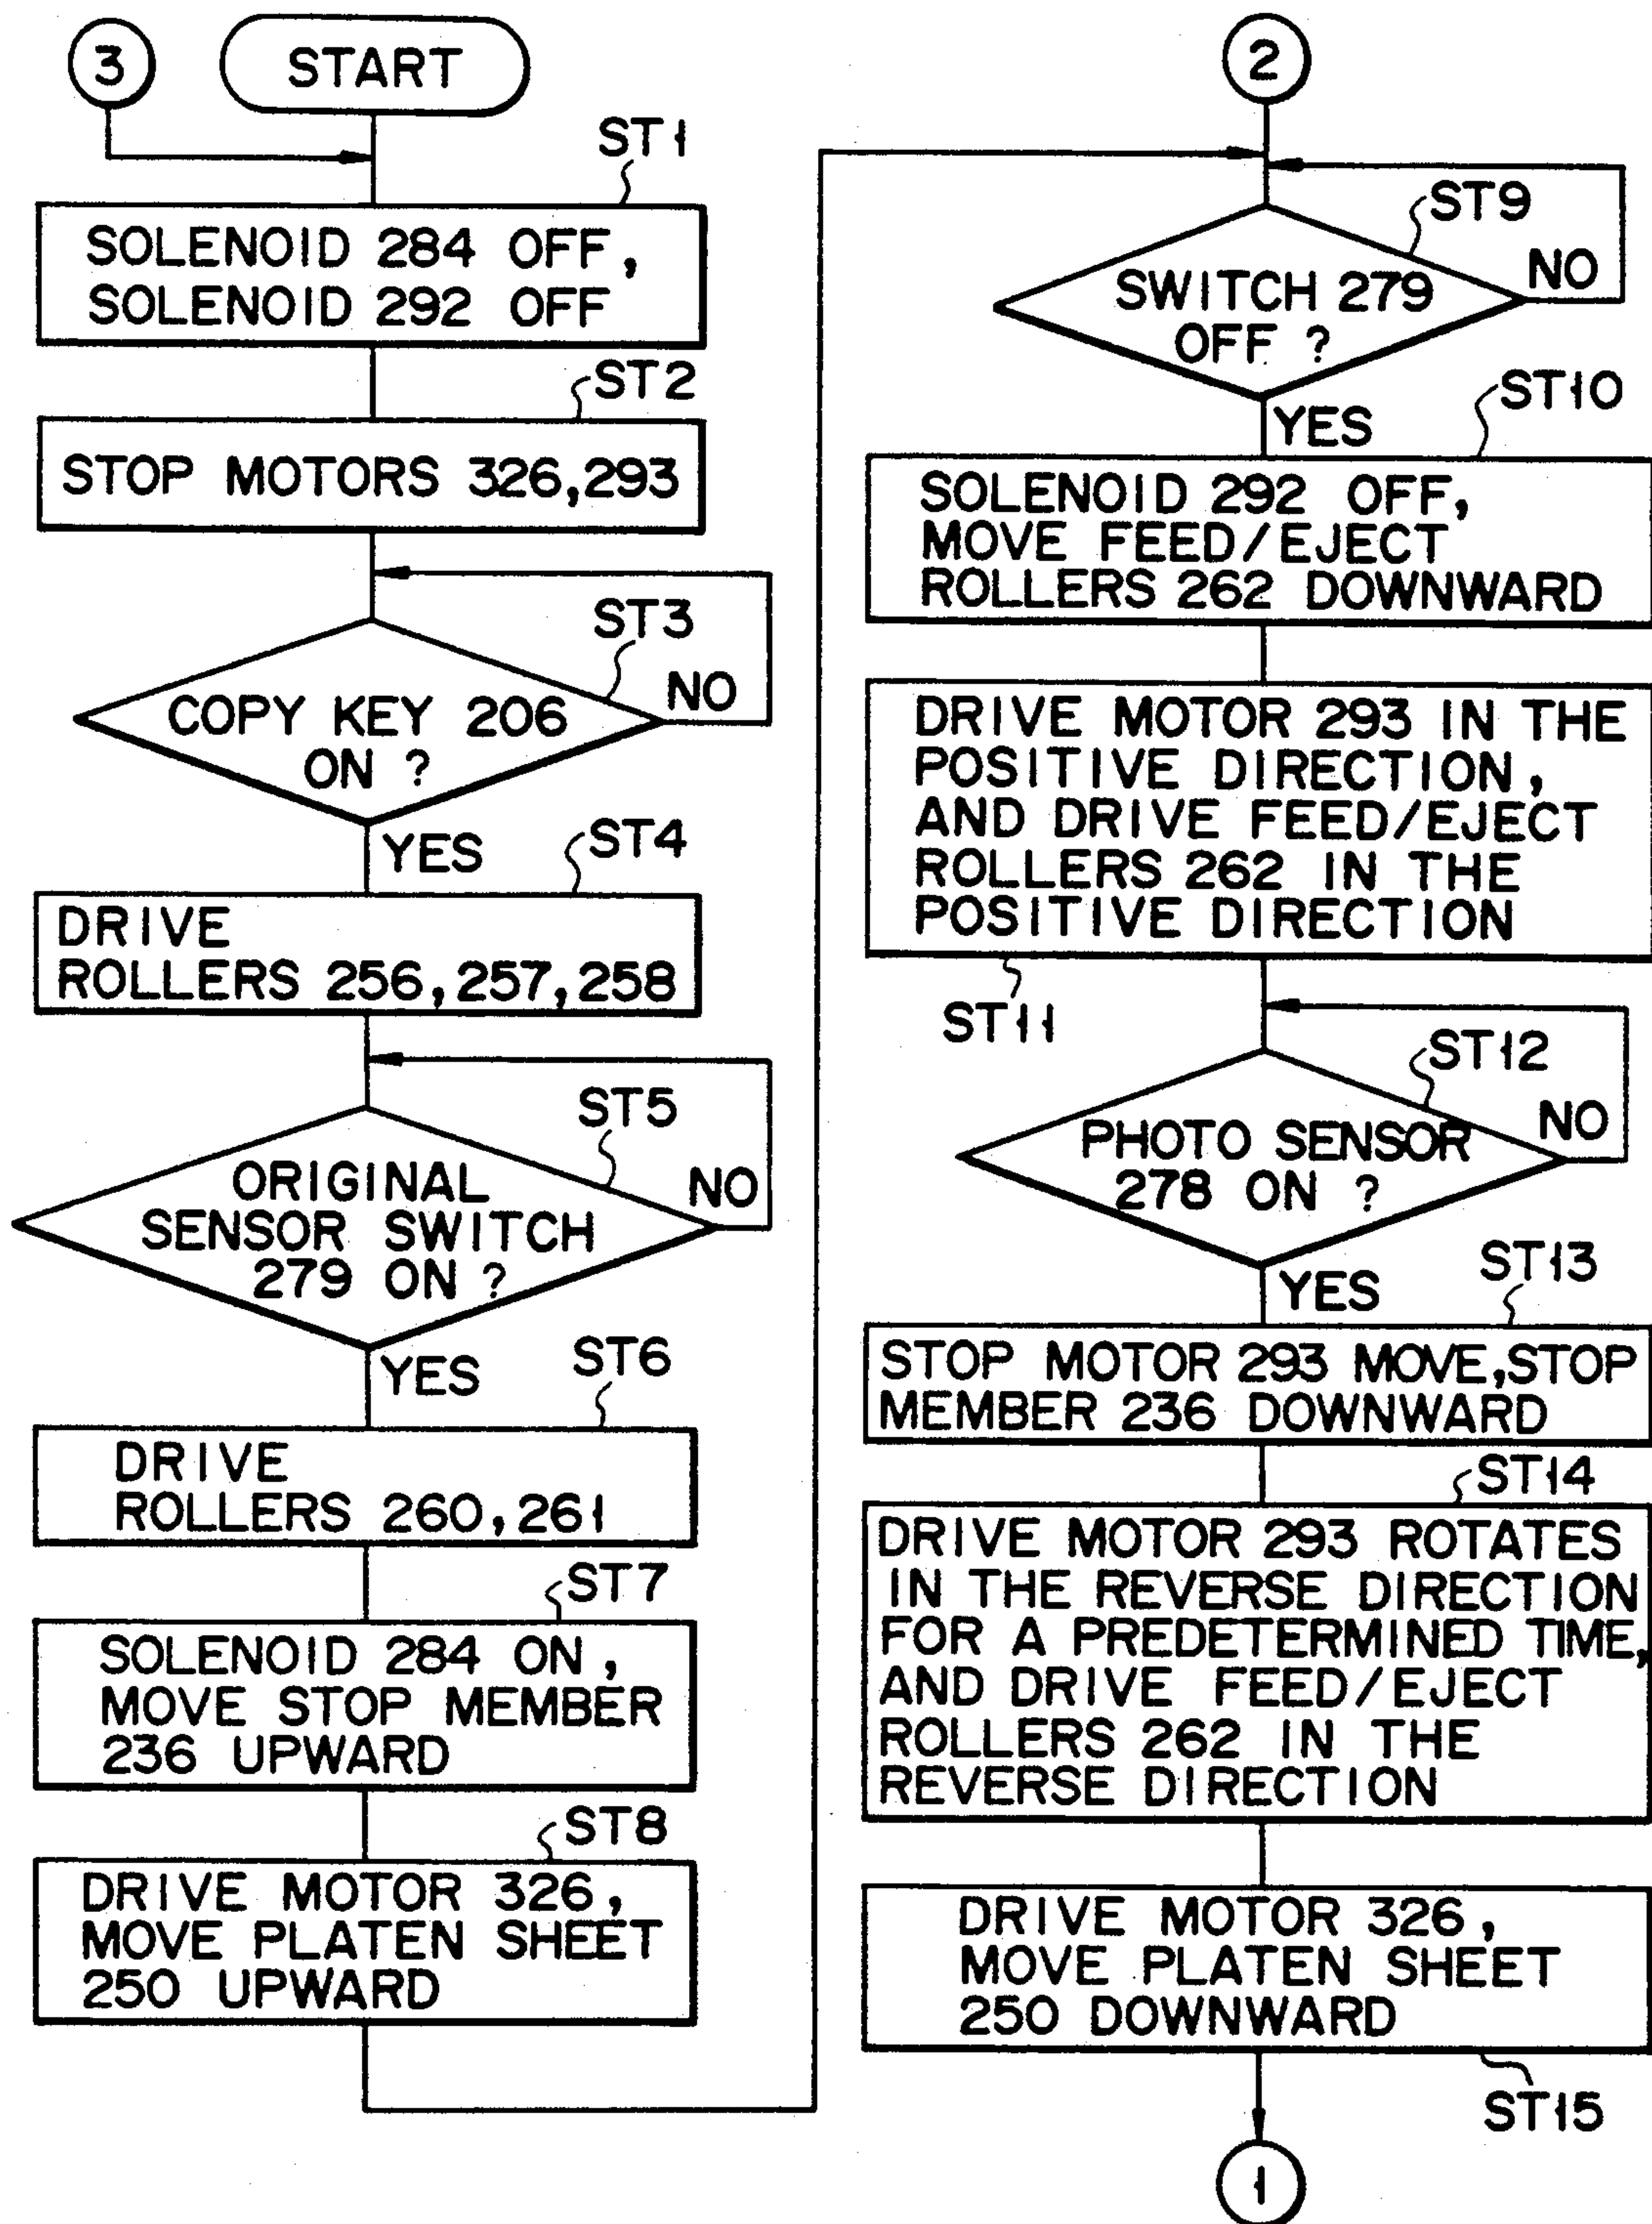 3
START
ST1
SOLENOID 284 OFF,
SOLENOID 292 OFF
ST2
STOP MOTORS 326,293
ST3
COPY KEY 206
ON ?
NO
YES
ST4
DRIVE
ROLLERS 256,257,258
ST5
ORIGINAL
SENSOR SWITCH
279 ON ?
NO
YES
ST6
DRIVE
ROLLERS 260,261
ST7
SOLENOID 284 ON,
MOVE STOP MEMBER
236 UPWARD
ST8
DRIVE MOTOR 326,
MOVE PLATEN SHEET
250 UPWARD
2
ST9
SWITCH 279
OFF ?
NO
YES
ST10
SOLENOID 292 OFF,
MOVE FEED/EJECT
ROLLERS 262 DOWNWARD
DRIVE MOTOR 293 IN THE
POSITIVE DIRECTION,
AND DRIVE FEED/EJECT
ROLLERS 262 IN THE
POSITIVE DIRECTION
ST11
ST12
PHOTO SENSOR
278 ON ?
NO
YES
ST13
STOP MOTOR 293 MOVE,STOP
MEMBER 236 DOWNWARD
ST14
DRIVE MOTOR 293 ROTATES
IN THE REVERSE DIRECTION
FOR A PREDETERMINED TIME,
AND DRIVE FEED/EJECT
ROLLERS 262 IN THE
REVERSE DIRECTION
DRIVE MOTOR 326,
MOVE PLATEN SHEET
250 DOWNWARD
ST15
1